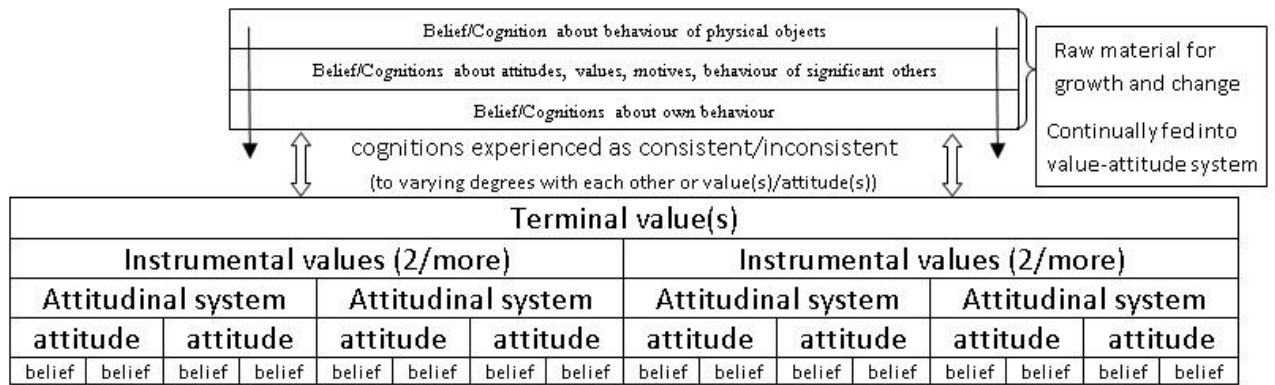 Belief/Cognition about behaviour of physical objects
Belief/Cognitions about attitudes, values, motives, behaviour of significant others
Belief/Cognitions about own behaviour
Raw material for
growth and change
Continually fed into
value-attitude system
cognitions experienced as consistent/inconsistent
(to varying degrees with each other or value(s)/attitude(s))
Terminal value(s)
Instrumental values (2/more) Instrumental values (2/more)
Attitudinal system Attitudinal system Attitudinal system Attitudinal system
attitude attitude attitude attitude attitude attitude attitude attitude
belief belief belief belief belief belief belief belief belief belief belief belief belief belief belief belief